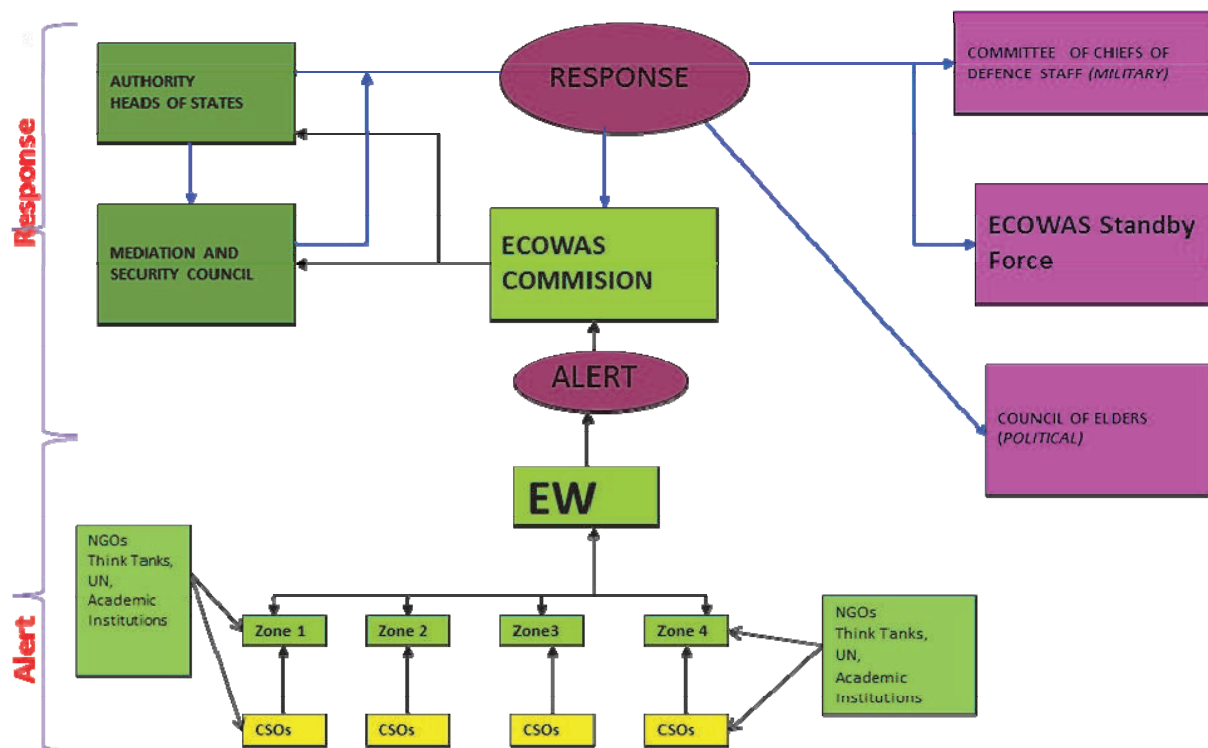 Response
AUTHORITY
HEADS OF STATES
RESPONSE
COMMITTEE OF CHIEFS OF
DEFENCE STAFF (MILITARY)
MEDIATION AND
SECURITY COUNCIL
ECOWAS
COMMISION
ECOWAS Standby
Force
ALERT
COUNCIL OF ELDERS
(POLITICAL)
EW
Alert
NGOs
Think Tanks,
UN,
Academic
Institutions
Zone 1
Zone 2
Zone3
Zone 4
NGOs
Think Tanks,
UN,
Academic
Institutions
CSOs
CSOs
CSOs
CSOs